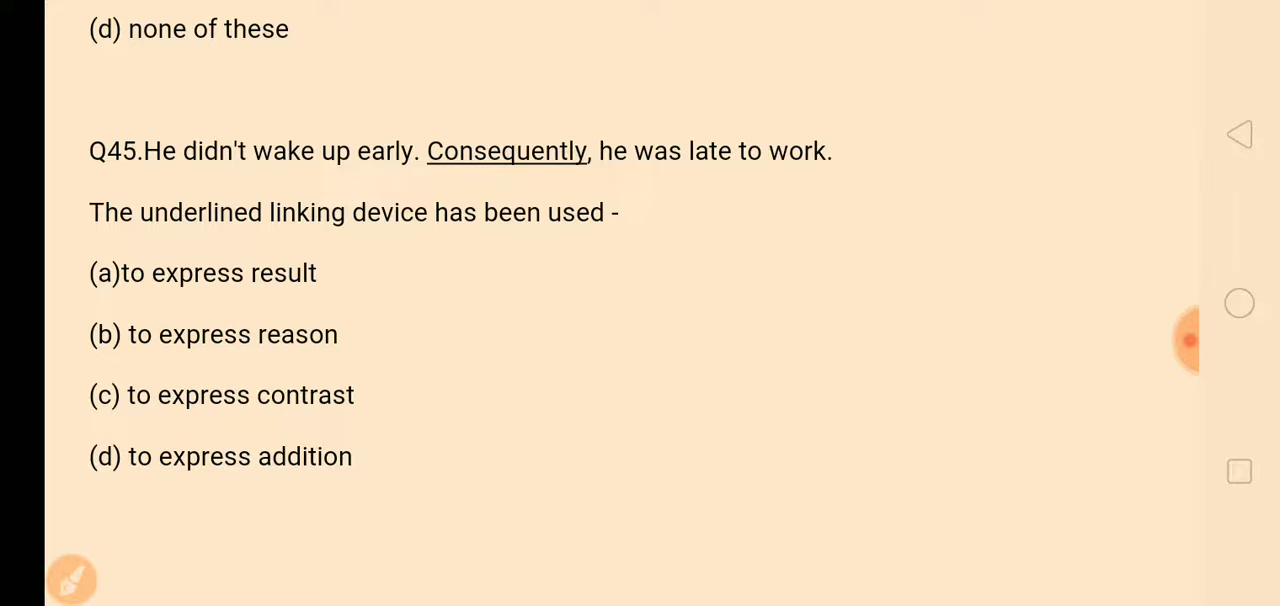 (d) none of these
Q45.He didn't wake up early. Consequently, he was late to work.
The underlined linking device has been used -
(a)to express result
(b) to express reason
(c) to express contrast
(d) to express addition